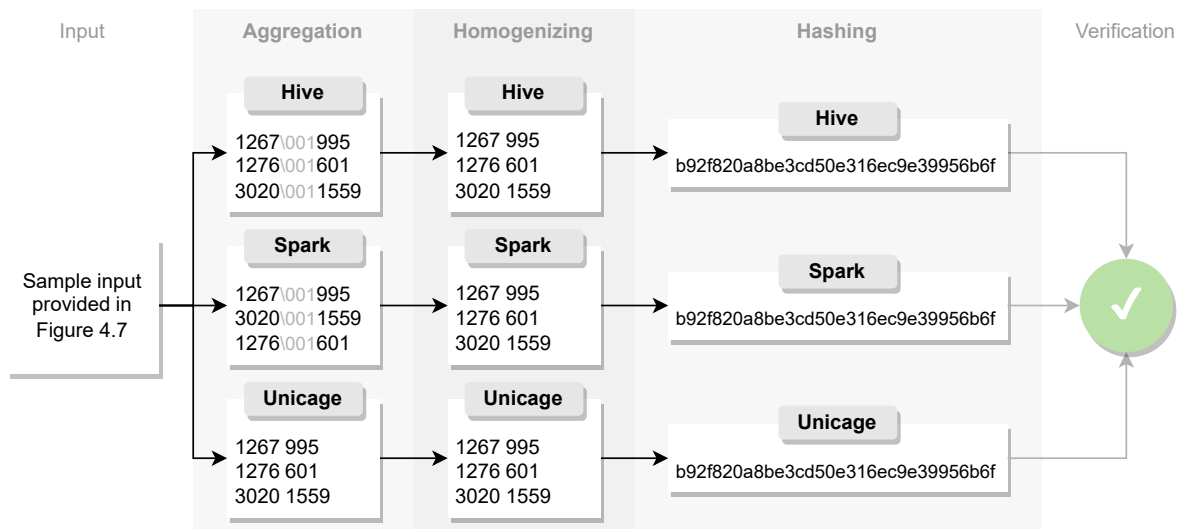 Input
Aggregation
Homogenizing
Hashing
Verification
Sample input
provided in
Figure 4.7
Hive
1267\001995
1276\001601
3020\0011559
Hive
1267 995
1276 601
3020 1559
Hive
b92f820a8be3cd50e316ec9e39956b6f
Spark
1267\001995
3020\0011559
1276\001601
Spark
1267 995
1276 601
3020 1559
Spark
b92f820a8be3cd50e316ec9e39956b6f
Unicage
1267 995
1276 601
3020 1559
Unicage
1267 995
1276 601
3020 1559
Unicage
b92f820a8be3cd50e316ec9e39956b6f